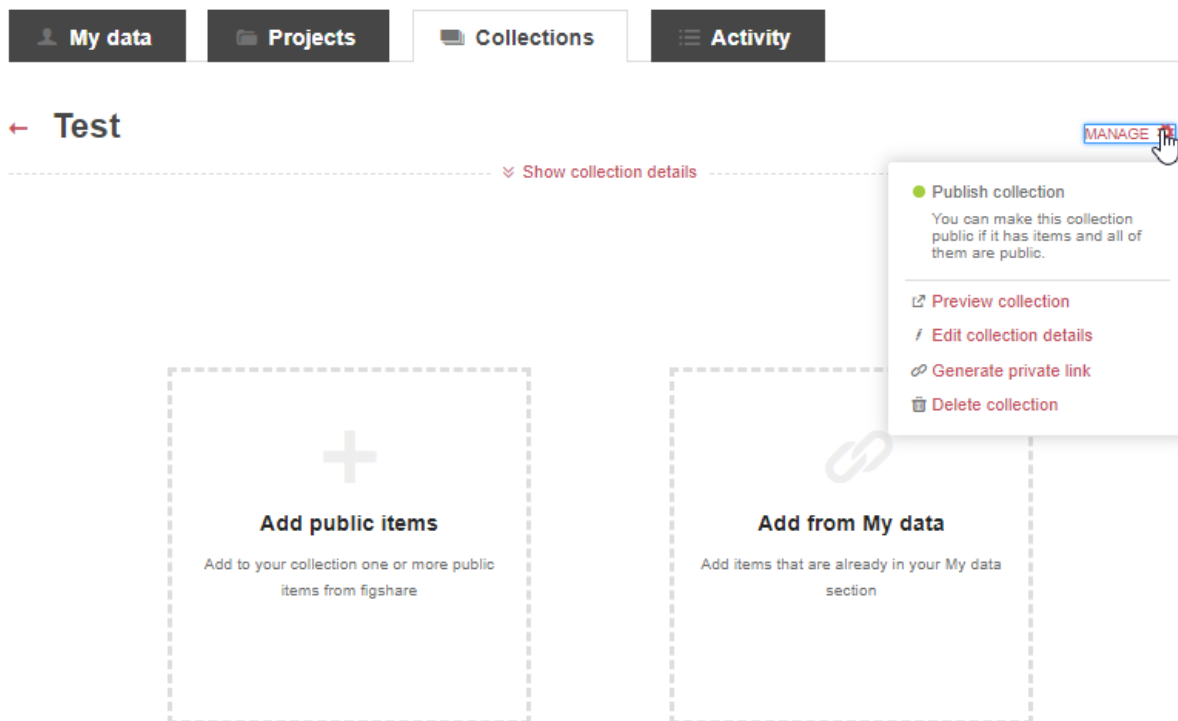 My data
Projects
Collections
Activity
Test
MANAGE
Show collection details
Publish collection
You can make this collection
public if it has items and all of
them are public.
Preview collection
Edit collection details
Generate private link
Delete collection
Add public items
Add to your collection one or more public
items from figshare
Add from My data
Add items that are already in your My data
section